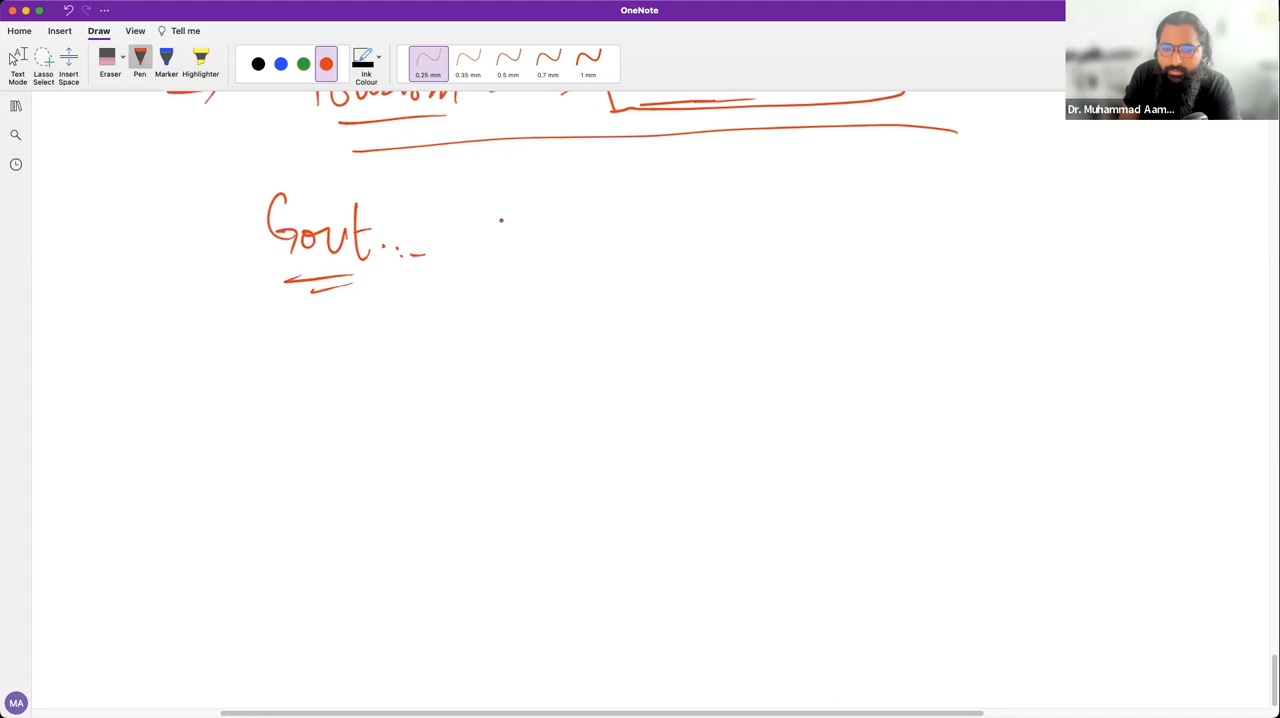 OneNote
Home Insert Draw View Tell me
Text Mode
Lasso Select
Insert Space
Eraser
Pen
Marker
Highlighter
Ink Colour
0.25 mm
0.35 mm
0.5 mm
0.7 mm
1 mm
Dr. Muhammad Aam...
Gout...
MA